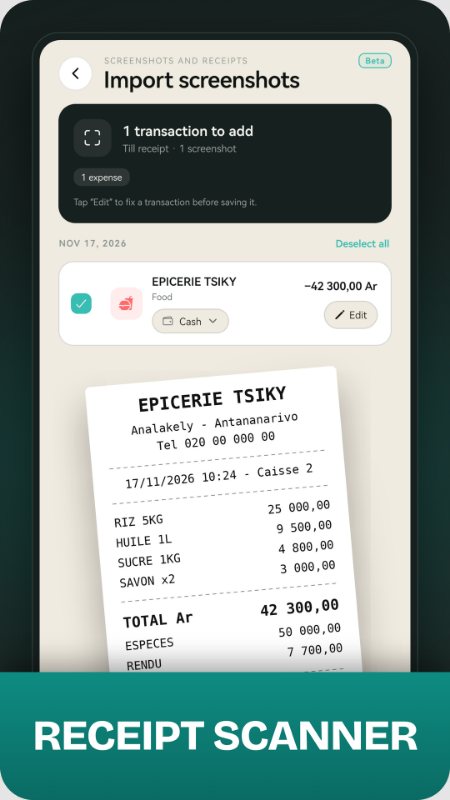 SCREENSHOTS AND RECEIPTS
Beta
Import screenshots
1 transaction to add
Till receipt · 1 screenshot
1 expense
Tap "Edit" to fix a transaction before saving it.
NOV 17, 2026
Deselect all
EPICERIE TSIKY
−42 300,00 Ar
Food
Cash
Edit
EPICERIE TSIKY
Analakely - Antananarivo
Tel 020 00 000 00
17/11/2026 10:24 - Caisse 2
RIZ 5KG 25 000,00
HUILE 1L 9 500,00
SUCRE 1KG 4 800,00
SAVON x2 3 000,00
TOTAL Ar 42 300,00
ESPECES 50 000,00
RENDU 7 700,00
RECEIPT SCANNER